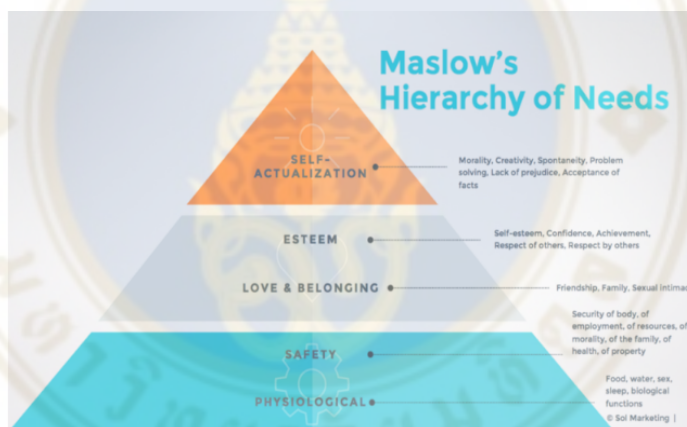 Maslow's
Hierarchy of Needs
SELF-
ACTUALIZATION
Morality, Creativity, Spontaneity, Problem
solving, Lack of prejudice, Acceptance of
facts
ESTEEM
Self-esteem, Confidence, Achievement,
Respect of others, Respect by others
LOVE & BELONGING
Friendship, Family, Sexual
SAFETY
Security of body, of
employment, of resources, of
morality, of the family, of
health, of property
PHYSIOLOGICAL
Food, water, sex,
sleep, biological
functions
© Sol Marketing |